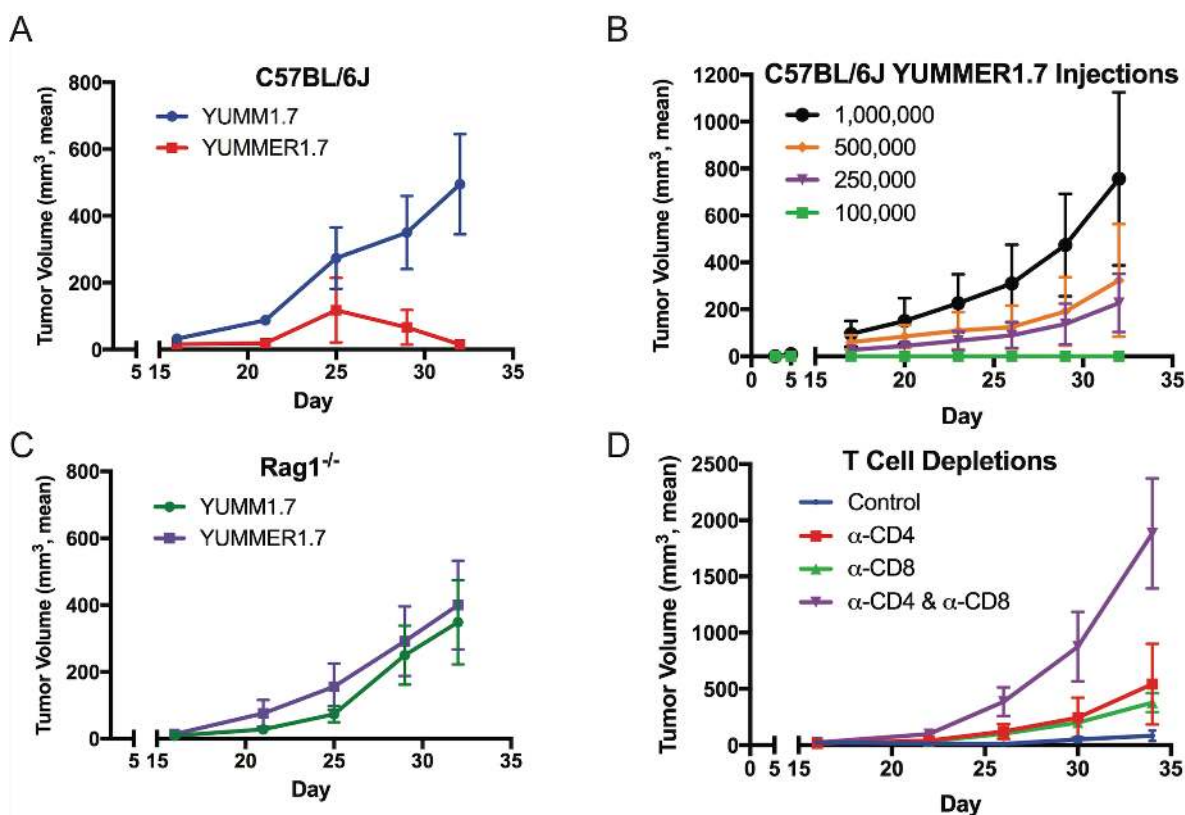 A
C57BL/6J
YUMM1.7
YUMMER1.7
Tumor Volume (mm³, mean)
800
600
400
200
0
5 15 20 25 30 35
Day
B
C57BL/6J YUMMER1.7 Injections
1,000,000
500,000
250,000
100,000
Tumor Volume (mm³, mean)
1200
1000
800
600
400
200
0
0 5 15 20 25 30 35
Day
C
Rag1⁻/⁻
YUMM1.7
YUMMER1.7
Tumor Volume (mm³, mean)
800
600
400
200
0
5 15 20 25 30 35
Day
D
T Cell Depletions
Control
α-CD4
α-CD8
α-CD4 & α-CD8
Tumor Volume (mm³, mean)
2500
2000
1500
1000
500
0
0 5 15 20 25 30 35
Day